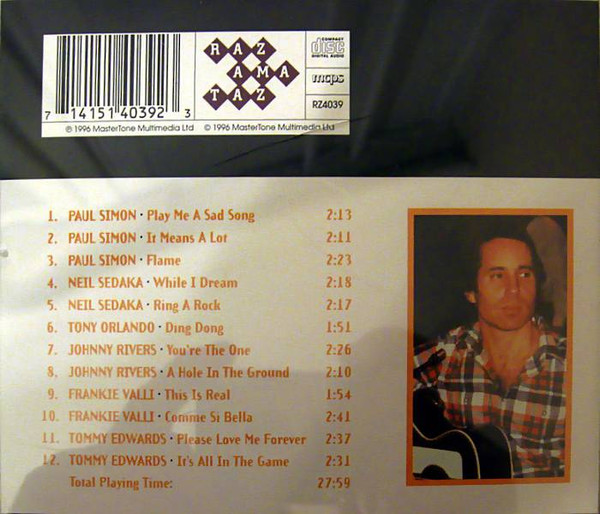 RAZ
AMA
TAZ
COMPACT
disc
DIGITAL AUDIO
mcps
RZ4039
7 14151 40392 3
℗ 1996 MasterTone Multimedia Ltd © 1996 MasterTone Multimedia Ltd
1. PAUL SIMON · Play Me A Sad Song 2:13
2. PAUL SIMON · It Means A Lot 2:11
3. PAUL SIMON · Flame 2:23
4. NEIL SEDAKA · While I Dream 2:18
5. NEIL SEDAKA · Ring A Rock 2:17
6. TONY ORLANDO · Ding Dong 1:51
7. JOHNNY RIVERS · You're The One 2:26
8. JOHNNY RIVERS · A Hole In The Ground 2:10
9. FRANKIE VALLI · This Is Real 1:54
10. FRANKIE VALLI · Comme Si Bella 2:41
11. TOMMY EDWARDS · Please Love Me Forever 2:37
12. TOMMY EDWARDS · It's All In The Game 2:31
Total Playing Time: 27:59